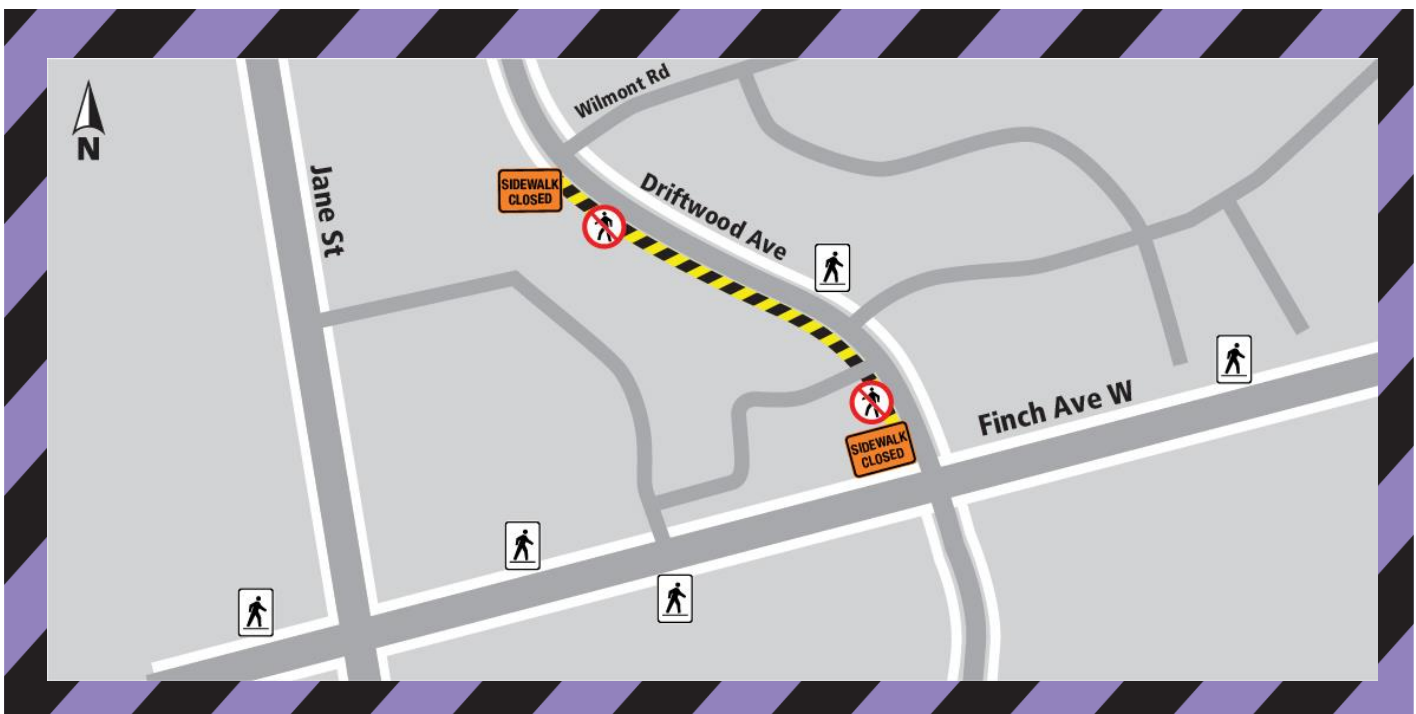 Wilmont Rd
N
Jane St
SIDEWALK
CLOSED
Driftwood Ave
Finch Ave W
SIDEWALK
CLOSED